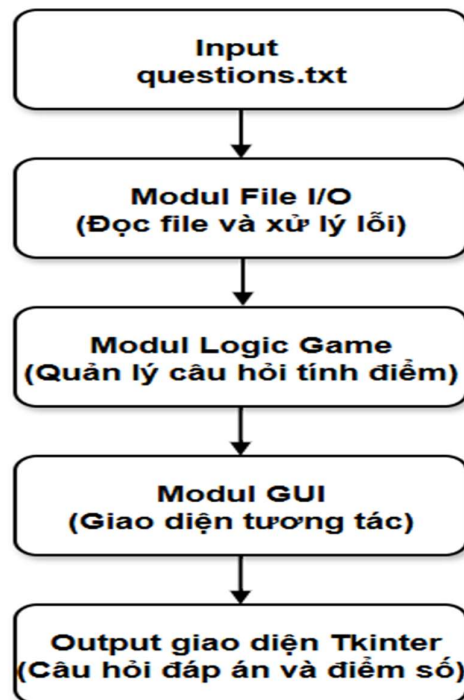 Input
questions.txt
Modul File I/O
(Đọc file và xử lý lỗi)
Modul Logic Game
(Quản lý câu hỏi tính điểm)
Modul GUI
(Giao diện tương tác)
Output giao diện Tkinter
(Câu hỏi đáp án và điểm số)